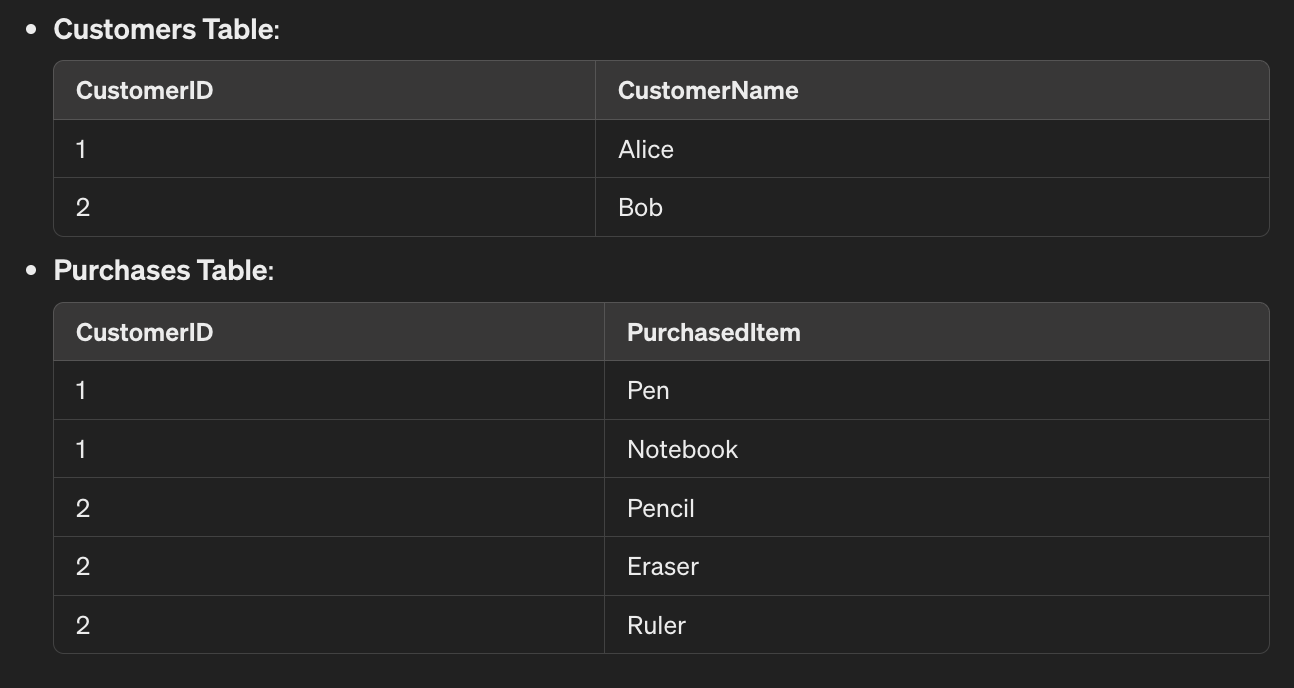 Customers Table:
CustomerID CustomerName
1 Alice
2 Bob
Purchases Table:
CustomerID PurchasedItem
1 Pen
1 Notebook
2 Pencil
2 Eraser
2 Ruler